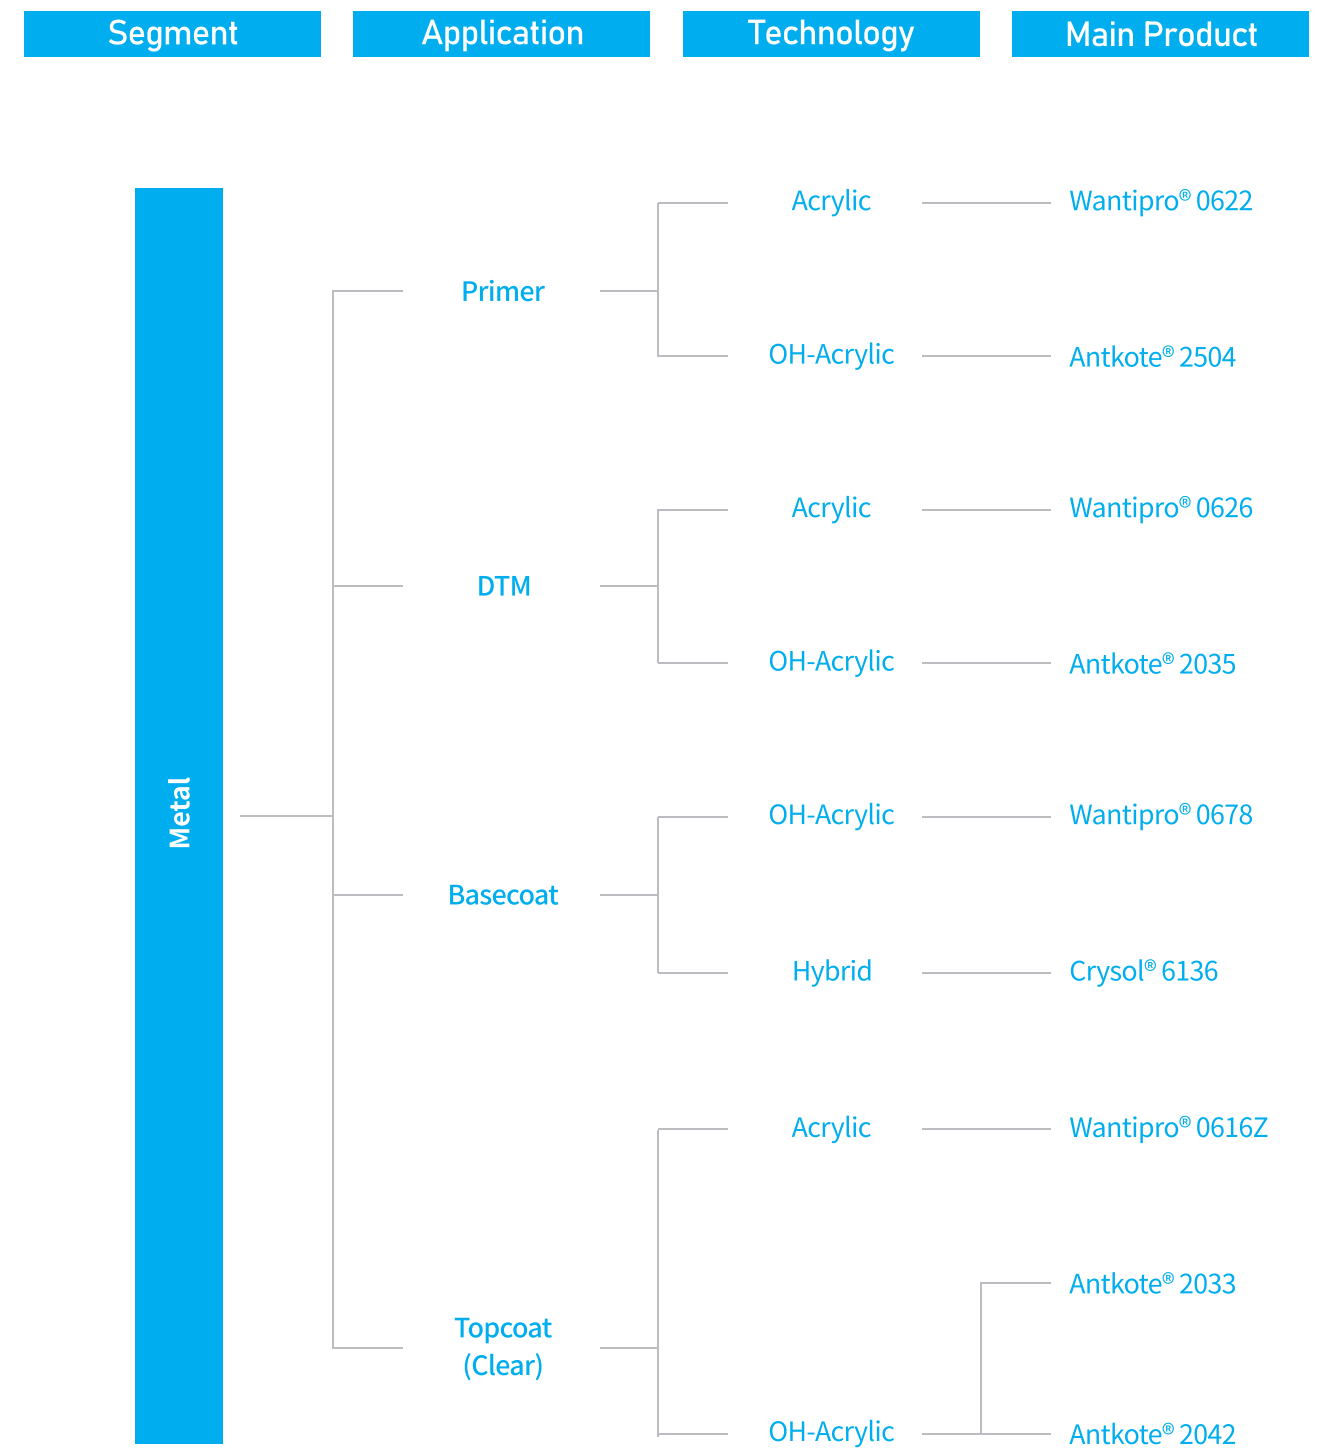 Segment Application Technology Main Product
Acrylic Wantipro® 0622
Primer
OH-Acrylic Antkote® 2504
Acrylic Wantipro® 0626
DTM
OH-Acrylic Antkote® 2035
Metal
OH-Acrylic Wantipro® 0678
Basecoat
Hybrid Crysol® 6136
Acrylic Wantipro® 0616Z
Antkote® 2033
Topcoat
(Clear)
OH-Acrylic Antkote® 2042